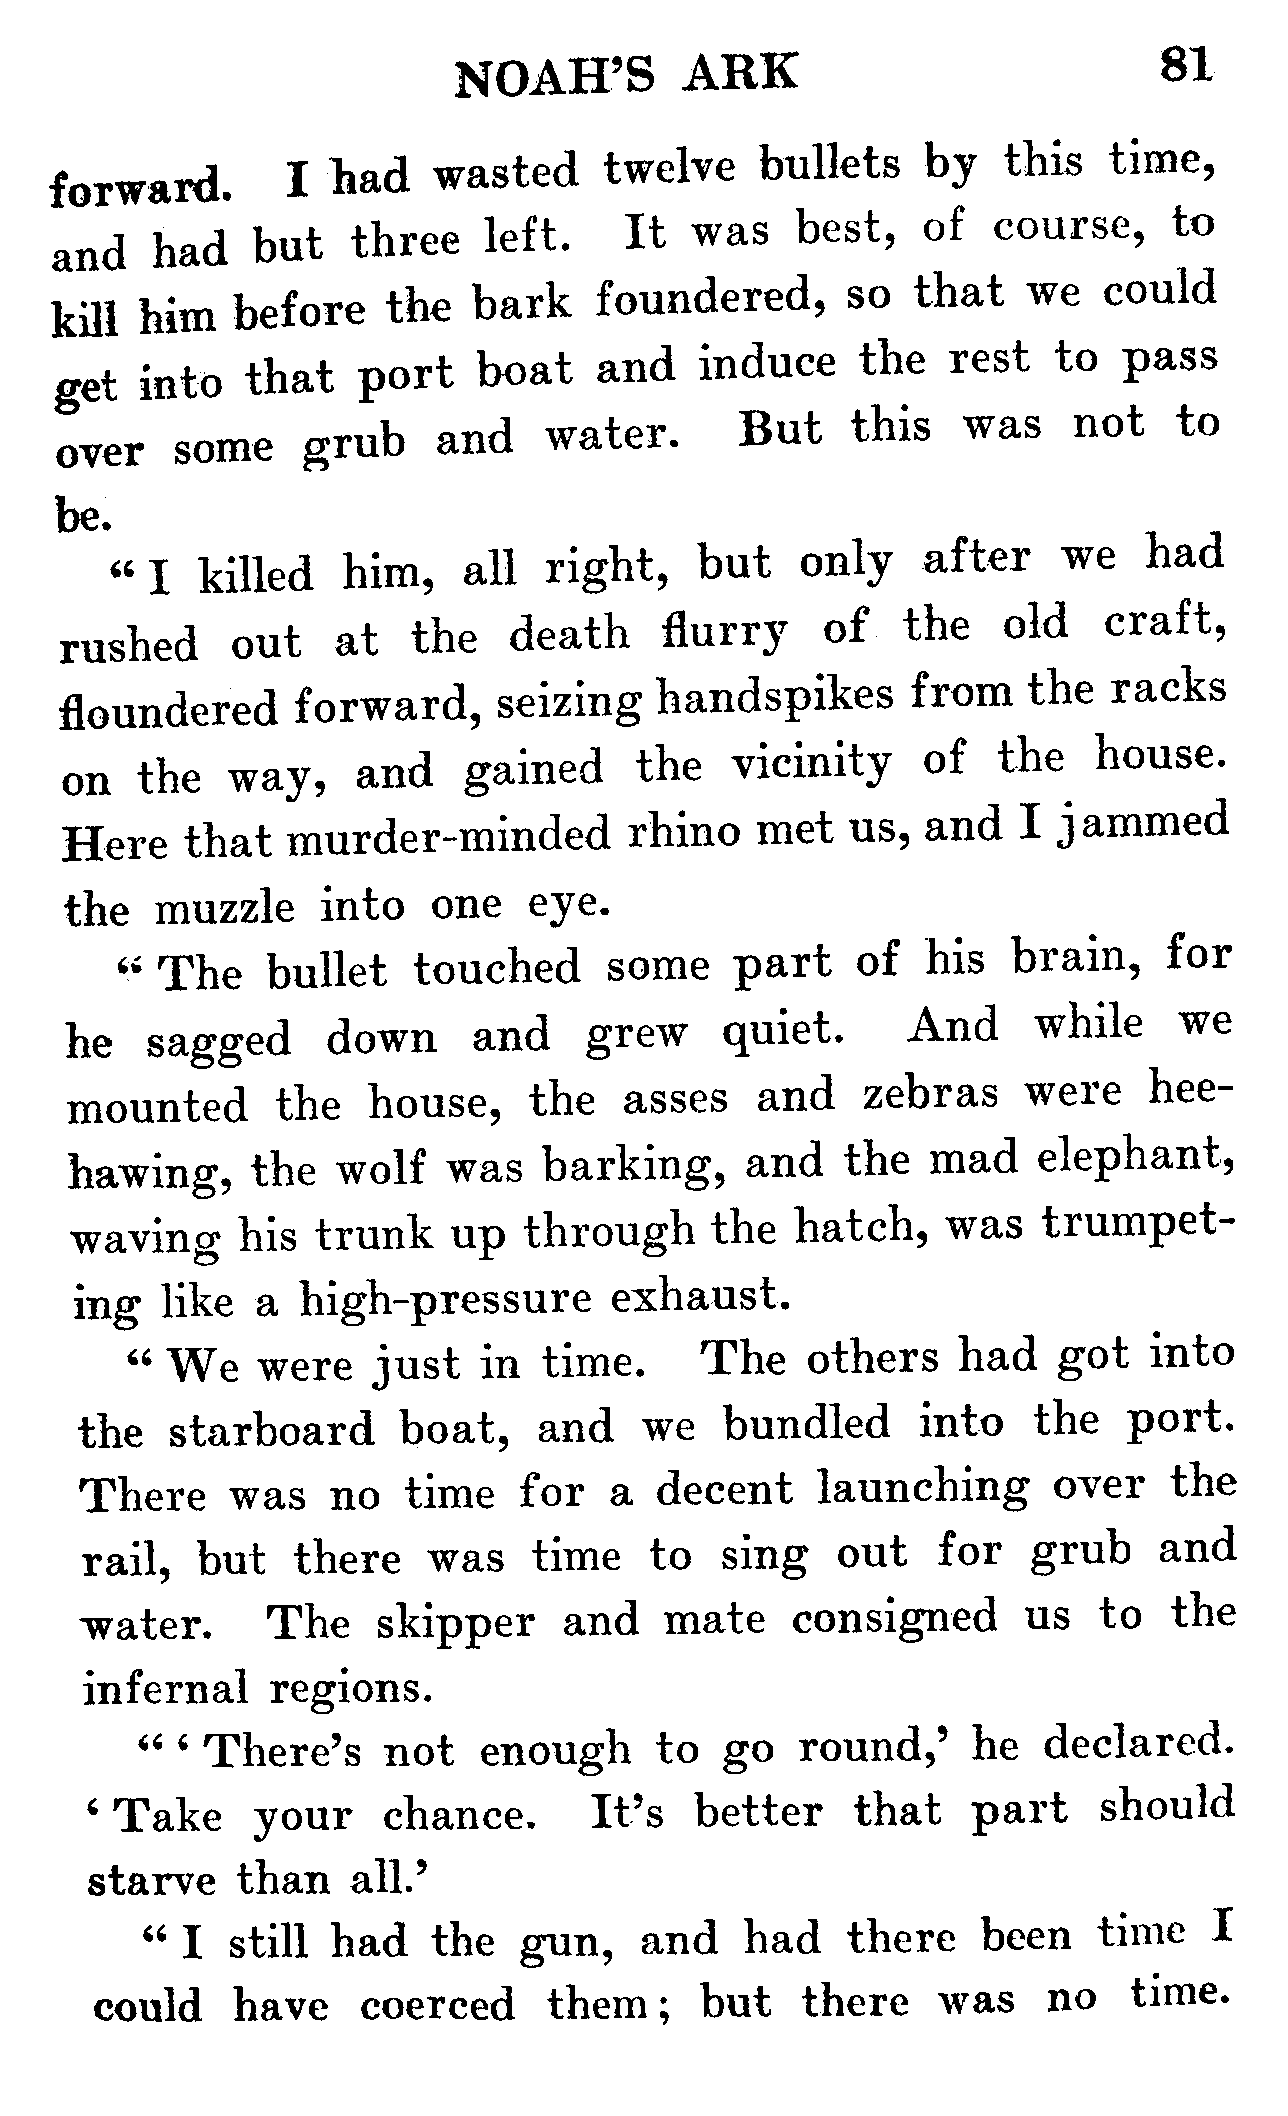 NOAH'S ARK 81
forward. I had wasted twelve bullets by this time,
and had but three left. It was best, of course, to
kill him before the bark foundered, so that we could
get into that port boat and induce the rest to pass
over some grub and water. But this was not to
be.
“ I killed him, all right, but only after we had
rushed out at the death flurry of the old craft,
floundered forward, seizing handspikes from the racks
on the way, and gained the vicinity of the house.
Here that murder-minded rhino met us, and I jammed
the muzzle into one eye.
“ The bullet touched some part of his brain, for
he sagged down and grew quiet. And while we
mounted the house, the asses and zebras were hee-
hawing, the wolf was barking, and the mad elephant,
waving his trunk up through the hatch, was trumpet-
ing like a high-pressure exhaust.
“ We were just in time. The others had got into
the starboard boat, and we bundled into the port.
There was no time for a decent launching over the
rail, but there was time to sing out for grub and
water. The skipper and mate consigned us to the
infernal regions.
“ ‘ There’s not enough to go round,’ he declared.
‘ Take your chance. It’s better that part should
starve than all.’
“ I still had the gun, and had there been time I
could have coerced them ; but there was no time.